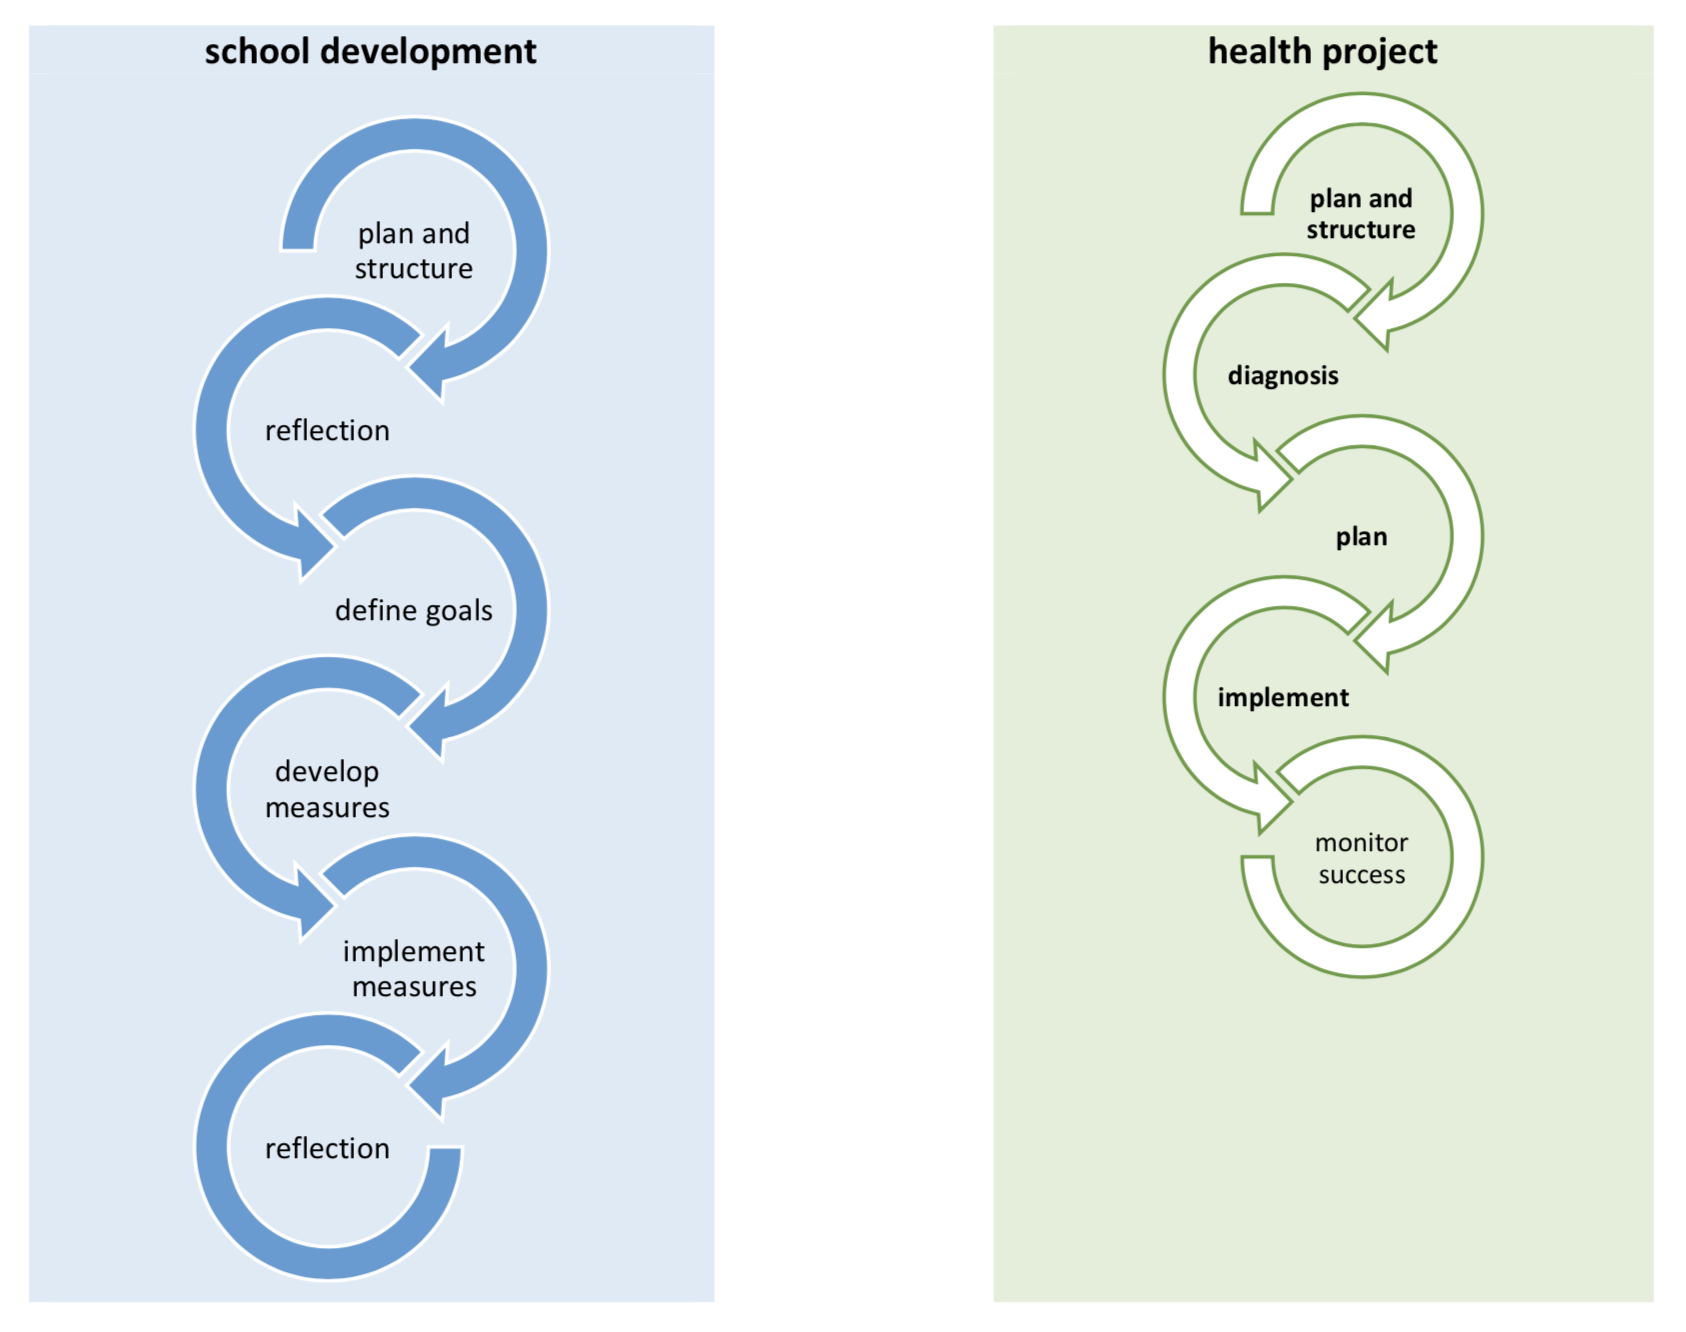 school development
plan and
structure
reflection
define goals
develop
measures
implement
measures
reflection
health project
plan and
structure
diagnosis
plan
implement
monitor
success